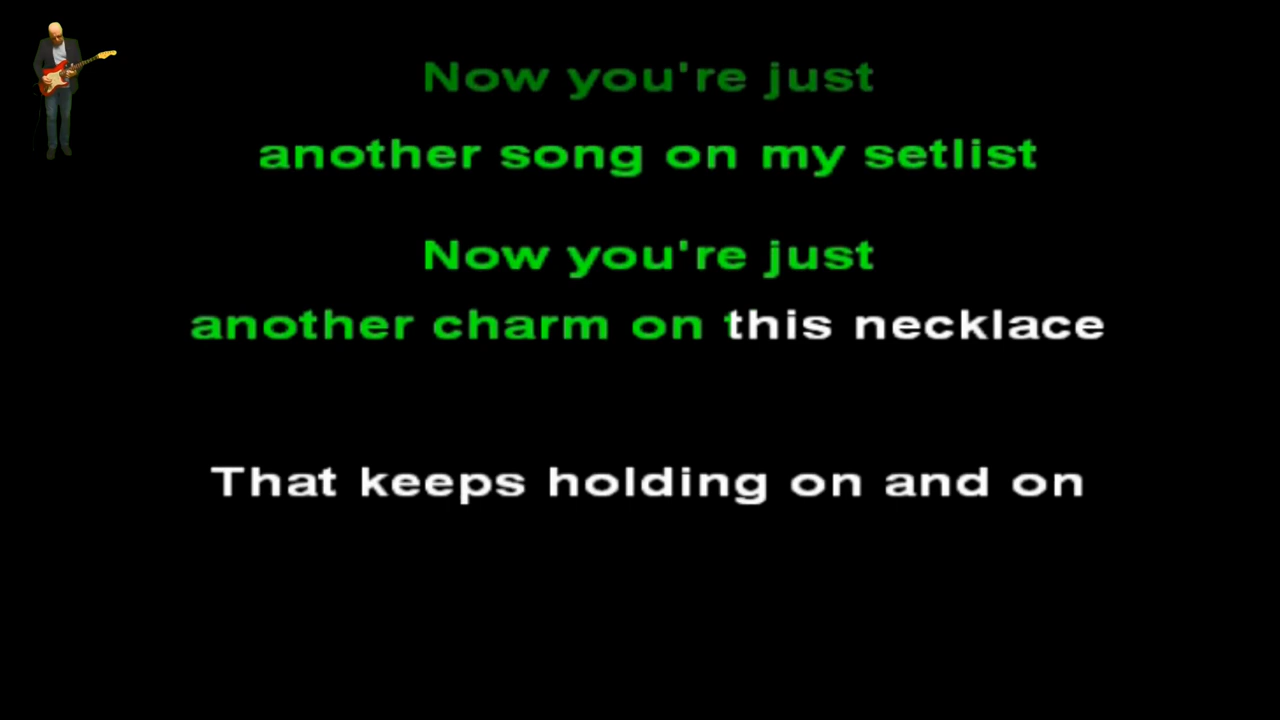 Now you're just
another song on my setlist
Now you're just
another charm on this necklace
That keeps holding on and on